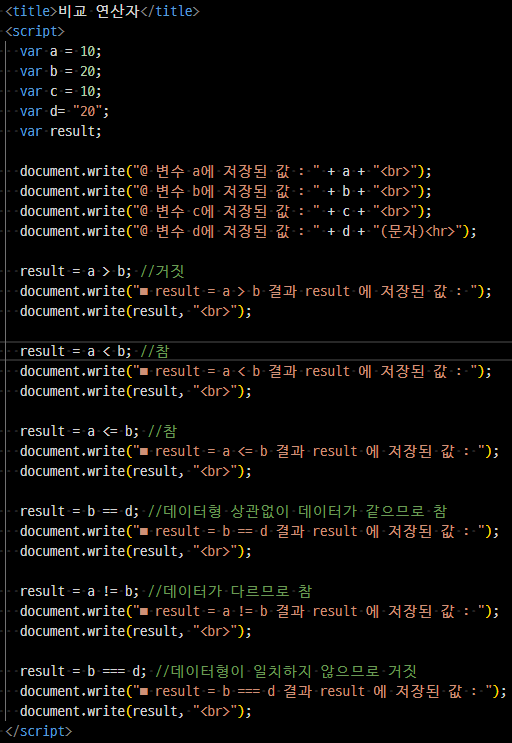 <title>비교 연산자</title>
<script>
var a = 10;
var b = 20;
var c = 10;
var d= "20";
var result;
document.write("@ 변수 a에 저장된 값 : " + a + "<br>");
document.write("@ 변수 b에 저장된 값 : " + b + "<br>");
document.write("@ 변수 c에 저장된 값 : " + c + "<br>");
document.write("@ 변수 d에 저장된 값 : " + d + "(문자)<hr>");
result = a > b; //거짓
document.write("■ result = a > b 결과 result 에 저장된 값 : ");
document.write(result, "<br>");
result = a < b; //참
document.write("■ result = a < b 결과 result 에 저장된 값 : ");
document.write(result, "<br>");
result = a <= b; //참
document.write("■ result = a <= b 결과 result 에 저장된 값 : ");
document.write(result, "<br>");
result = b == d; //데이터형 상관없이 데이터가 같으므로 참
document.write("■ result = b == d 결과 result 에 저장된 값 : ");
document.write(result, "<br>");
result = a != b; //데이터가 다르므로 참
document.write("■ result = a != b 결과 result 에 저장된 값 : ");
document.write(result, "<br>");
result = b === d; //데이터형이 일치하지 않으므로 거짓
document.write("■ result = b === d 결과 result 에 저장된 값 : ");
document.write(result, "<br>");
</script>